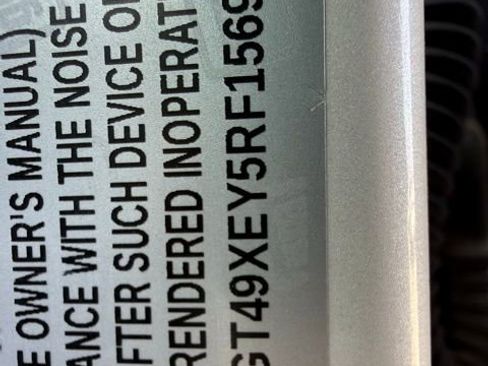 E OWNER'S MANUAL)
ANCE WITH THE NOISE
FTER SUCH DEVICE O
RENDERED INOPERAT
GT49XEY5RF1569